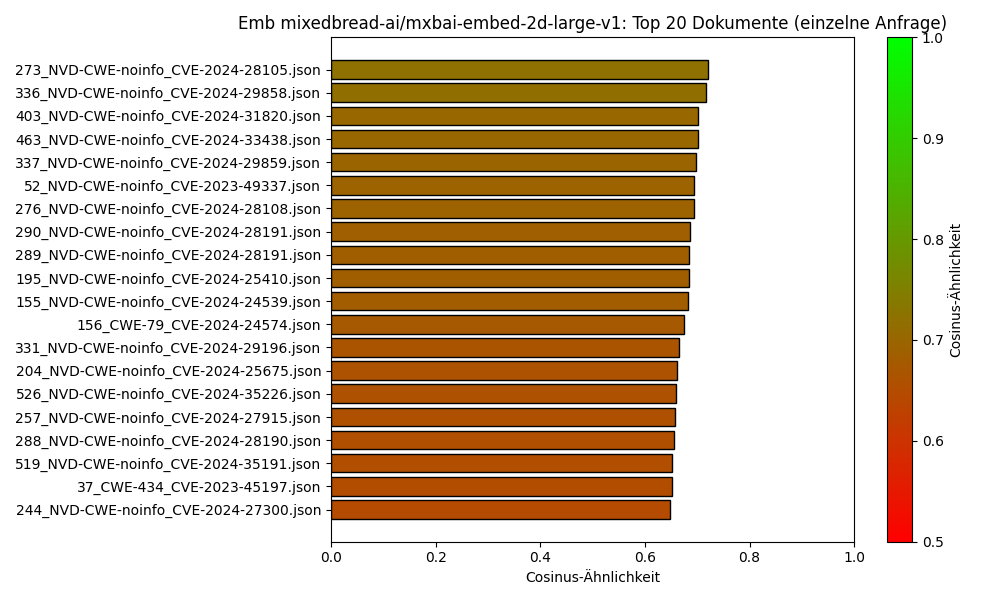 Emb mixedbread-ai/mxbai-embed-2d-large-v1: Top 20 Dokumente (einzelne Anfrage)
273_NVD-CWE-noinfo_CVE-2024-28105.json
336_NVD-CWE-noinfo_CVE-2024-29858.json
403_NVD-CWE-noinfo_CVE-2024-31820.json
463_NVD-CWE-noinfo_CVE-2024-33438.json
337_NVD-CWE-noinfo_CVE-2024-29859.json
52_NVD-CWE-noinfo_CVE-2023-49337.json
276_NVD-CWE-noinfo_CVE-2024-28108.json
290_NVD-CWE-noinfo_CVE-2024-28191.json
289_NVD-CWE-noinfo_CVE-2024-28191.json
195_NVD-CWE-noinfo_CVE-2024-25410.json
155_NVD-CWE-noinfo_CVE-2024-24539.json
156_CWE-79_CVE-2024-24574.json
331_NVD-CWE-noinfo_CVE-2024-29196.json
204_NVD-CWE-noinfo_CVE-2024-25675.json
526_NVD-CWE-noinfo_CVE-2024-35226.json
257_NVD-CWE-noinfo_CVE-2024-27915.json
288_NVD-CWE-noinfo_CVE-2024-28190.json
519_NVD-CWE-noinfo_CVE-2024-35191.json
37_CWE-434_CVE-2023-45197.json
244_NVD-CWE-noinfo_CVE-2024-27300.json
0.0 0.2 0.4 0.6 0.8 1.0
Cosinus-Ähnlichkeit
1.0
0.9
0.8
0.7
0.6
0.5
Cosinus-Ähnlichkeit